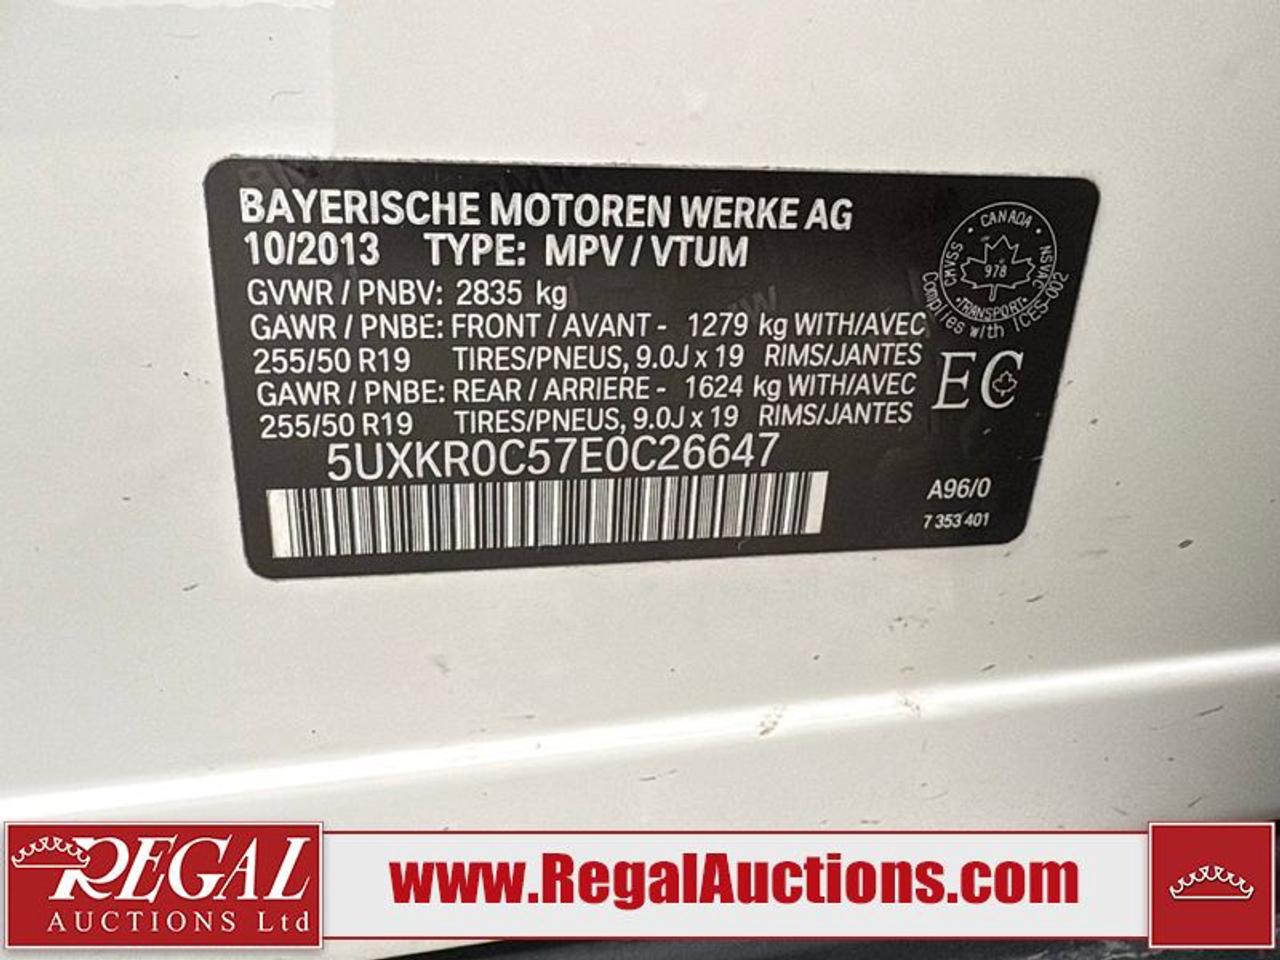 BAYERISCHE MOTOREN WERKE AG
10/2013 TYPE: MPV / VTUM
GVWR / PNBV: 2835 kg
GAWR / PNBE: FRONT / AVANT - 1279 kg WITH/AVEC
255/50 R19 TIRES/PNEUS, 9.0J x 19 RIMS/JANTES
GAWR / PNBE: REAR / ARRIERE - 1624 kg WITH/AVEC
255/50 R19 TIRES/PNEUS, 9.0J x 19 RIMS/JANTES
5UXKR0C57E0C26647
CANADA
CMVSS
NSVAC
978
TRANSPORT
Complies with ICES-002
EC
A96/0
7 353 401
REGAL
AUCTIONS Ltd
www.RegalAuctions.com